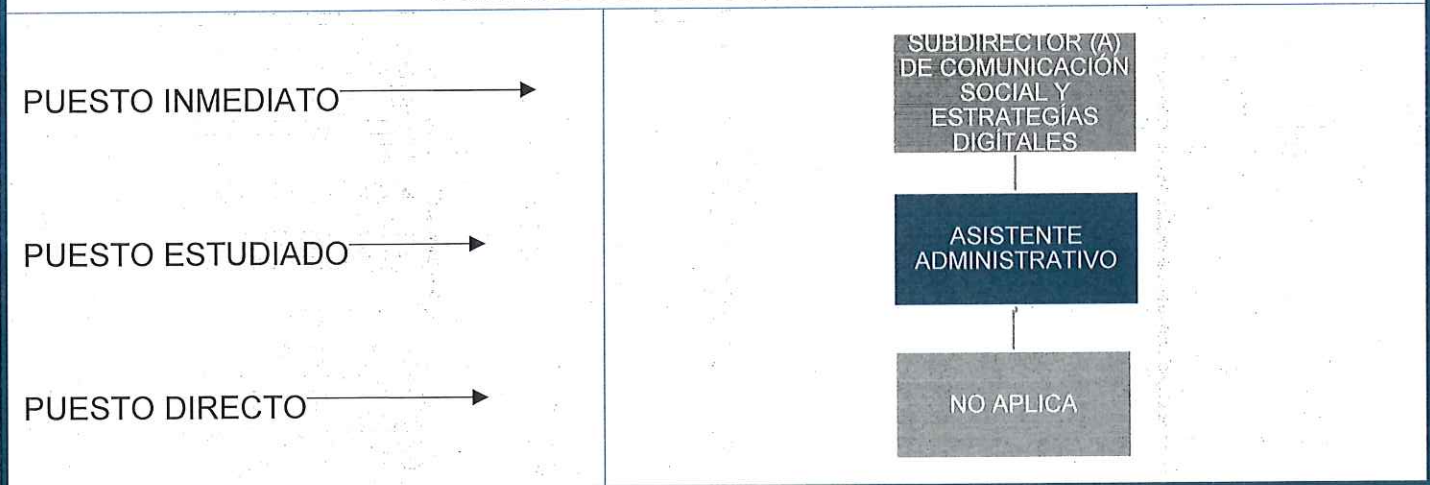 PUESTO INMEDIATO
SUBDIRECTOR (A)
DE COMUNICACIÓN
SOCIAL Y
ESTRATEGÍAS
DIGÍTALES
PUESTO ESTUDIADO
ASISTENTE
ADMINISTRATIVO
PUESTO DIRECTO
NO APLICA